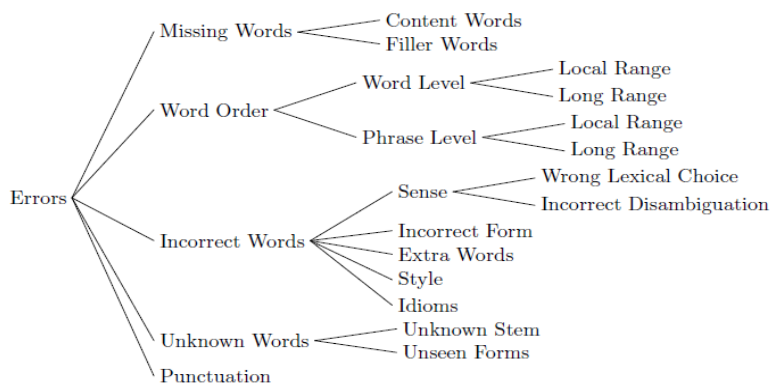 Errors
Missing Words
Content Words
Filler Words
Word Order
Word Level
Local Range
Long Range
Phrase Level
Local Range
Long Range
Incorrect Words
Sense
Wrong Lexical Choice
Incorrect Disambiguation
Incorrect Form
Extra Words
Style
Idioms
Unknown Words
Unknown Stem
Unseen Forms
Punctuation